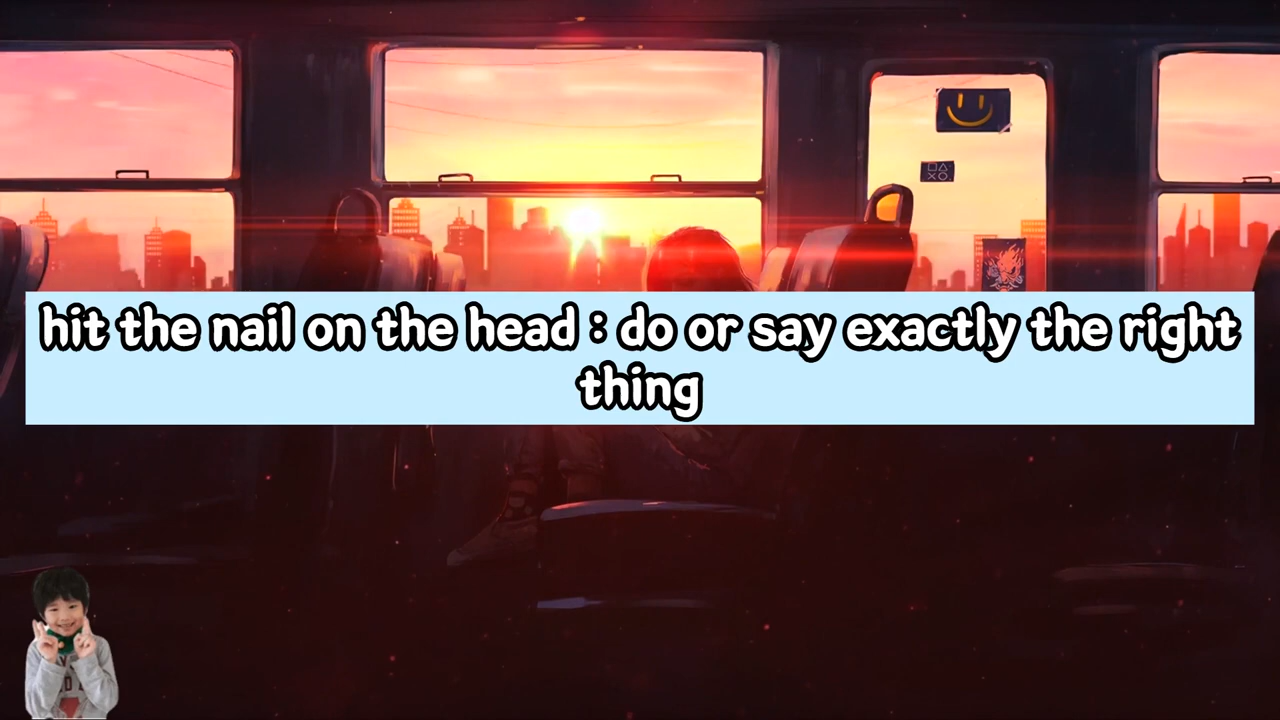 hit the nail on the head : do or say exactly the right
thing